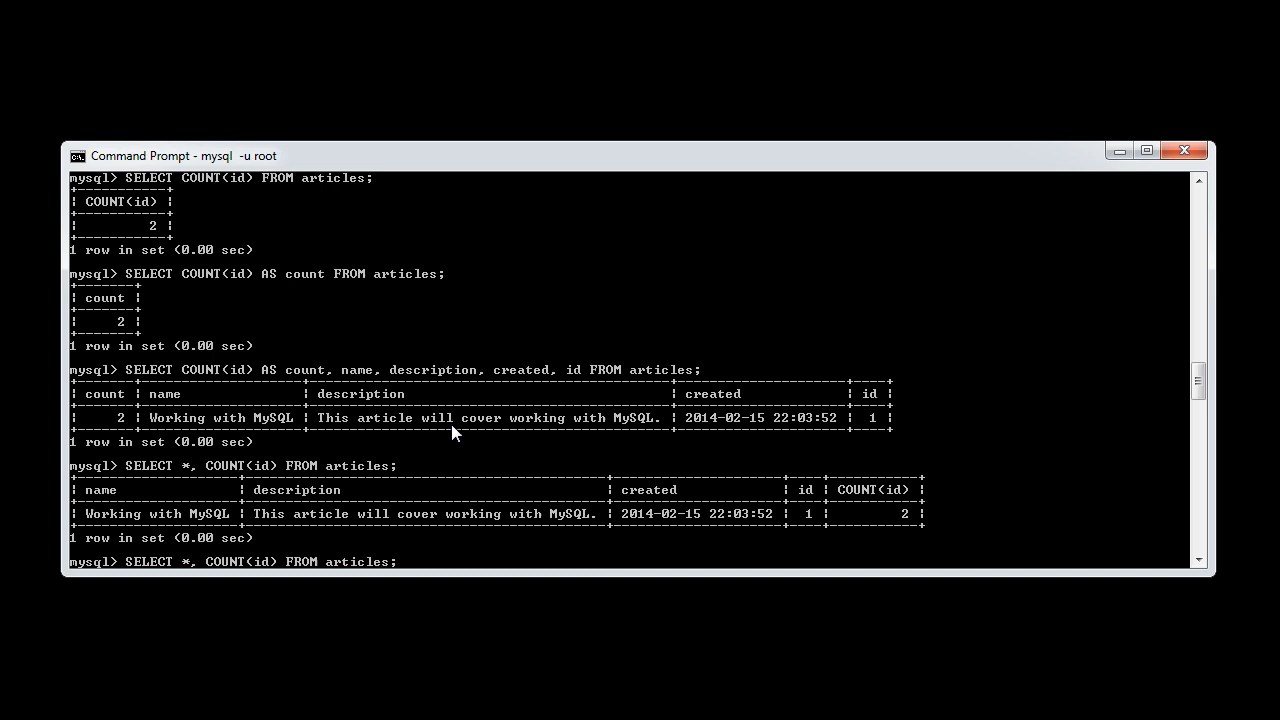 Command Prompt - mysql  -u root
mysql> SELECT COUNT(id) FROM articles;
+-----------+
| COUNT(id) |
+-----------+
|         2 |
+-----------+
1 row in set (0.00 sec)
mysql> SELECT COUNT(id) AS count FROM articles;
+-------+
| count |
+-------+
|     2 |
+-------+
1 row in set (0.00 sec)
mysql> SELECT COUNT(id) AS count, name, description, created, id FROM articles;
+-------+--------------------+---------------------------------------------+---------------------+----+
| count | name               | description                                 | created             | id |
+-------+--------------------+---------------------------------------------+---------------------+----+
|     2 | Working with MySQL | This article will cover working with MySQL. | 2014-02-15 22:03:52 |  1 |
+-------+--------------------+---------------------------------------------+---------------------+----+
1 row in set (0.00 sec)
mysql> SELECT *, COUNT(id) FROM articles;
+--------------------+---------------------------------------------+---------------------+----+-----------+
| name               | description                                 | created             | id | COUNT(id) |
+--------------------+---------------------------------------------+---------------------+----+-----------+
| Working with MySQL | This article will cover working with MySQL. | 2014-02-15 22:03:52 |  1 |         2 |
+--------------------+---------------------------------------------+---------------------+----+-----------+
1 row in set (0.00 sec)
mysql> SELECT *, COUNT(id) FROM articles;